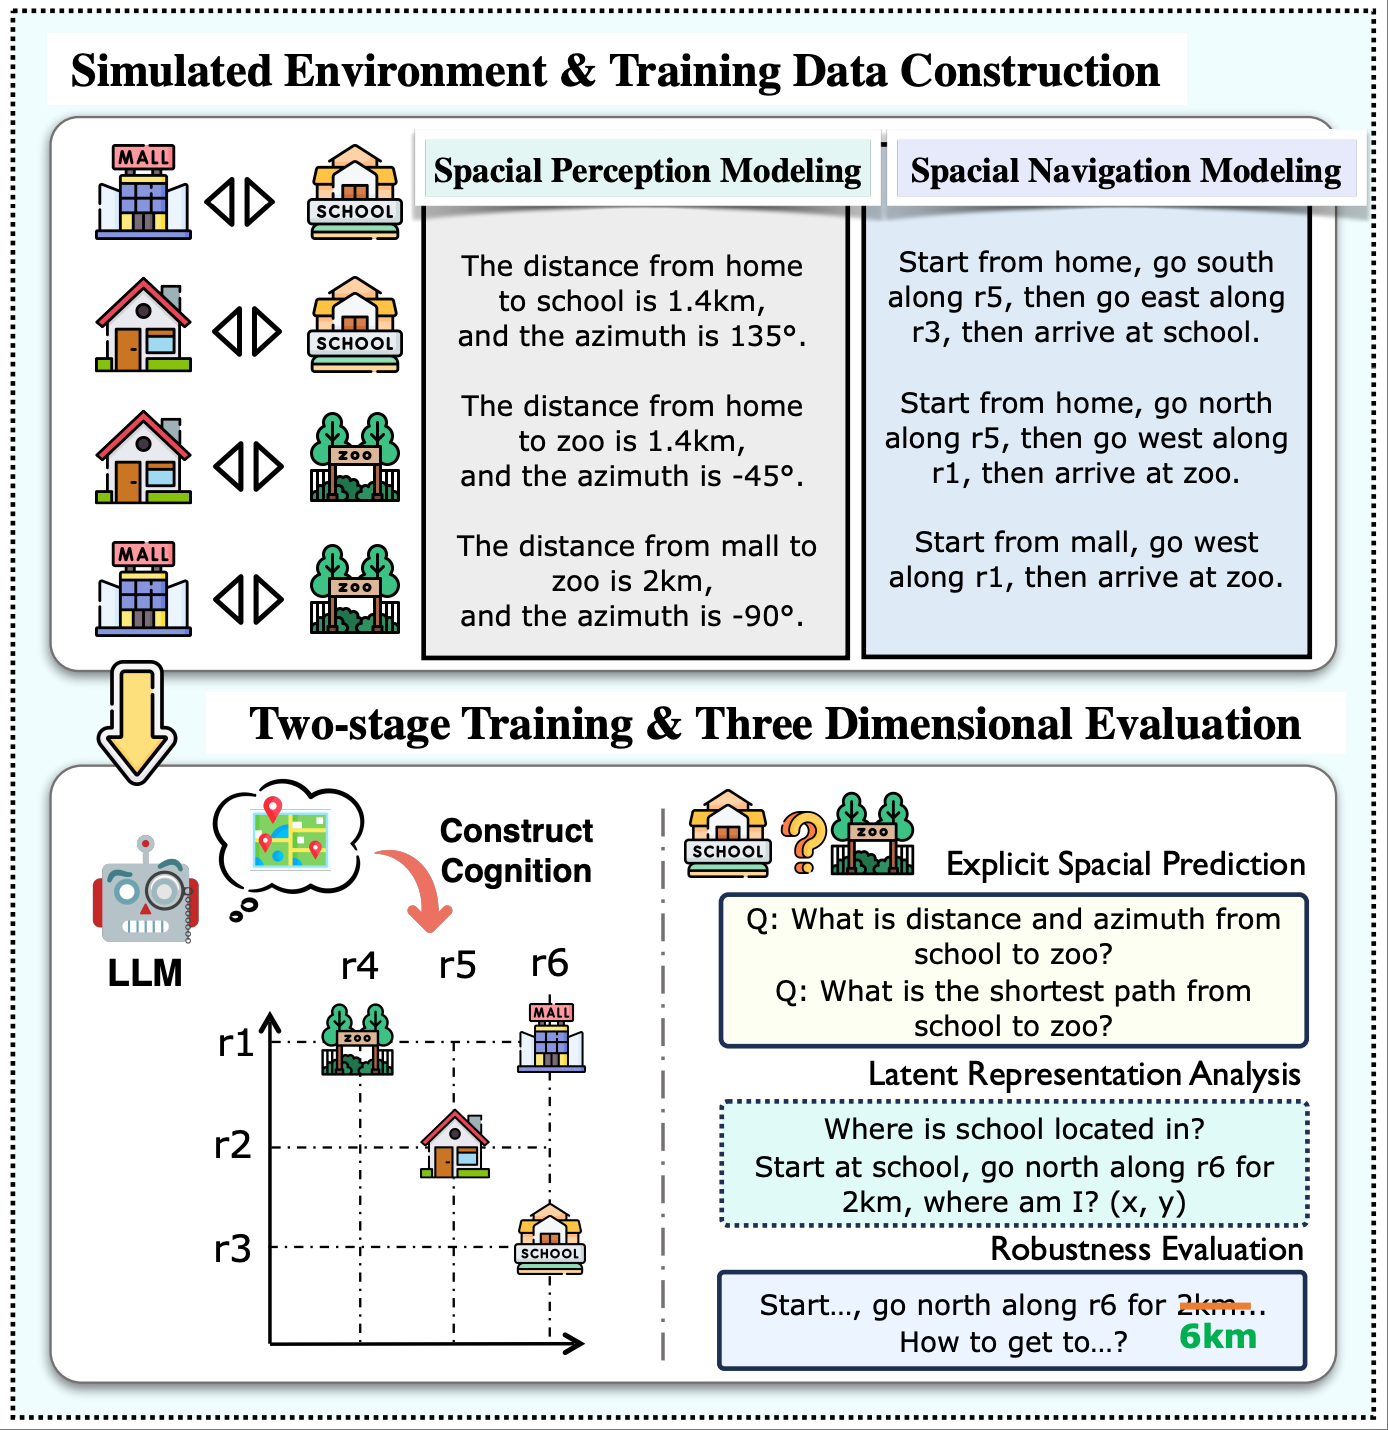 Simulated Environment & Training Data Construction
MALL
SCHOOL
SCHOOL
ZOO
MALL
ZOO
Spacial Perception Modeling
The distance from home
to school is 1.4km,
and the azimuth is 135°.
The distance from home
to zoo is 1.4km,
and the azimuth is -45°.
The distance from mall to
zoo is 2km,
and the azimuth is -90°.
Spacial Navigation Modeling
Start from home, go south
along r5, then go east along
r3, then arrive at school.
Start from home, go north
along r5, then go west along
r1, then arrive at zoo.
Start from mall, go west
along r1, then arrive at zoo.
Two-stage Training & Three Dimensional Evaluation
LLM
Construct
Cognition
r4 r5 r6
r1
ZOO
MALL
r2
r3
SCHOOL
SCHOOL
ZOO
Explicit Spacial Prediction
Q: What is distance and azimuth from
school to zoo?
Q: What is the shortest path from
school to zoo?
Latent Representation Analysis
Where is school located in?
Start at school, go north along r6 for
2km, where am I? (x, y)
Robustness Evaluation
Start…, go north along r6 for 2km…
How to get to…?
6km